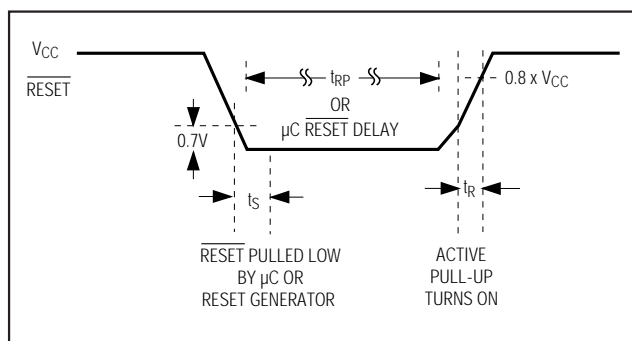 VCC
RESET
tRP
OR
µC RESET DELAY
0.8 x VCC
0.7V
tS
tR
RESET PULLED LOW
BY µC OR
RESET GENERATOR
ACTIVE
PULL-UP
TURNS ON